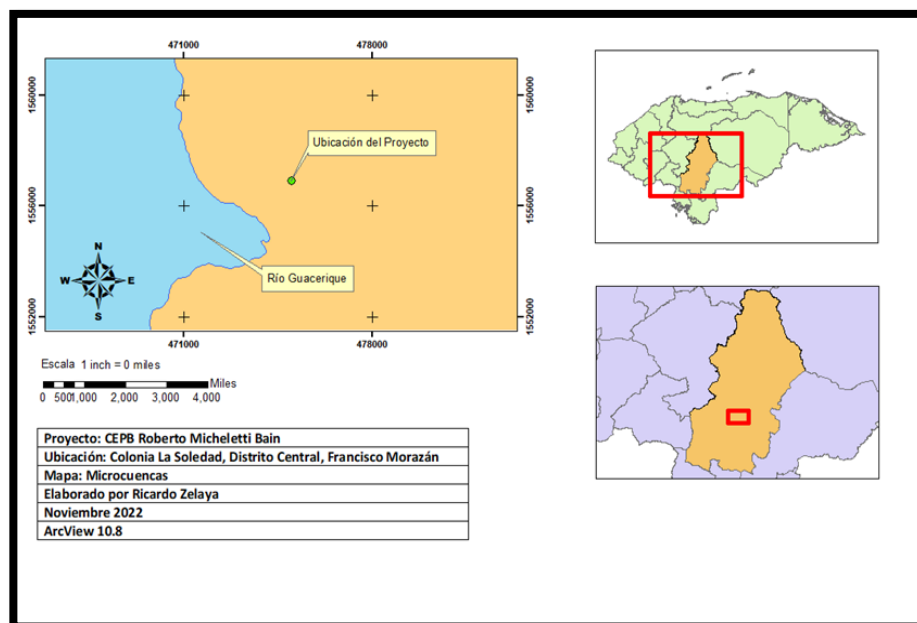 471000 478000
1560000 1560000
Ubicación del Proyecto
1556000 1556000
N
W E
S
Río Guacerique
1552000 1552000
471000 478000
Escala 1 inch = 0 miles
Miles
0 5001,000 2,000 3,000 4,000
Proyecto: CEPB Roberto Micheletti Bain
Ubicación: Colonia La Soledad, Distrito Central, Francisco Morazán
Mapa: Microcuencas
Elaborado por Ricardo Zelaya
Noviembre 2022
ArcView 10.8